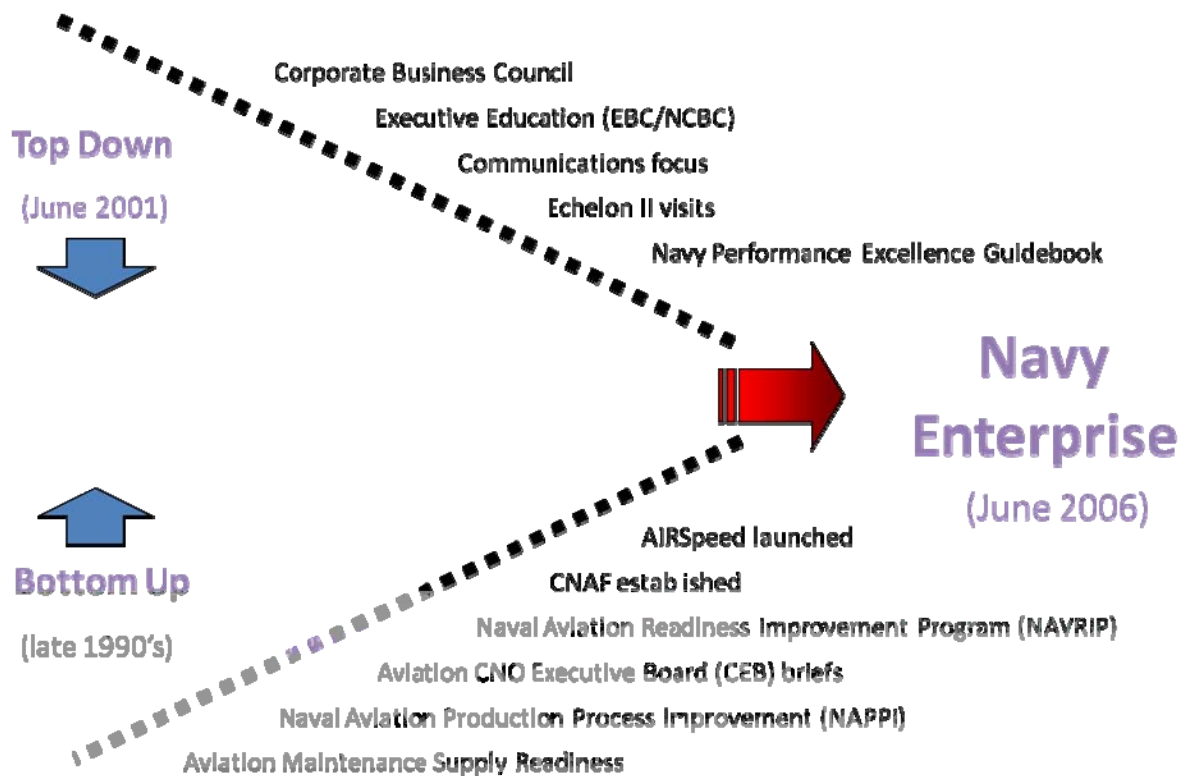 Corporate Business Council
Executive Education (EBC/NCBC)
Top Down
(June 2001)
Communications focus
Echelon II visits
Navy Performance Excellence Guidebook
Navy
Enterprise
(June 2006)
AIRSpeed launched
Bottom Up
(late 1990's)
CNAF estab ished
Naval Aviation Readiness Improvement Program (NAVRIP)
Aviation CNO Executive Board (CEB) briefs
Naval Aviation Production Process Improvement (NAPPI)
Aviation Maintenance Supply Readiness